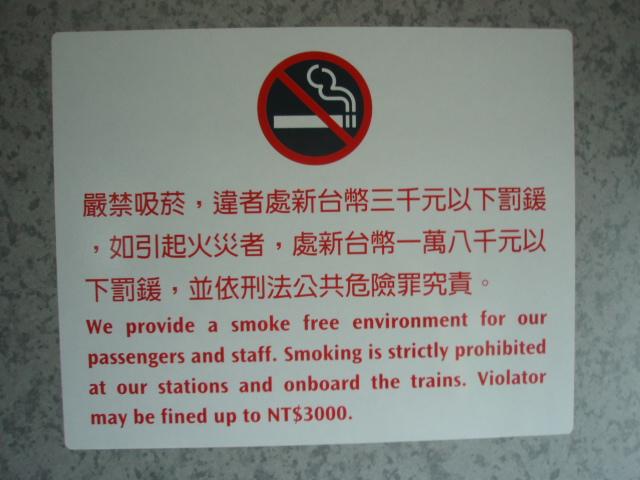 嚴禁吸菸，違者處新台幣三千元以下罰鍰
，如引起火災者，處新台幣一萬八千元以
下罰鍰，並依刑法公共危險罪究責。
We provide a smoke free environment for our
passengers and staff. Smoking is strictly prohibited
at our stations and onboard the trains. Violator
may be fined up to NT$3000.